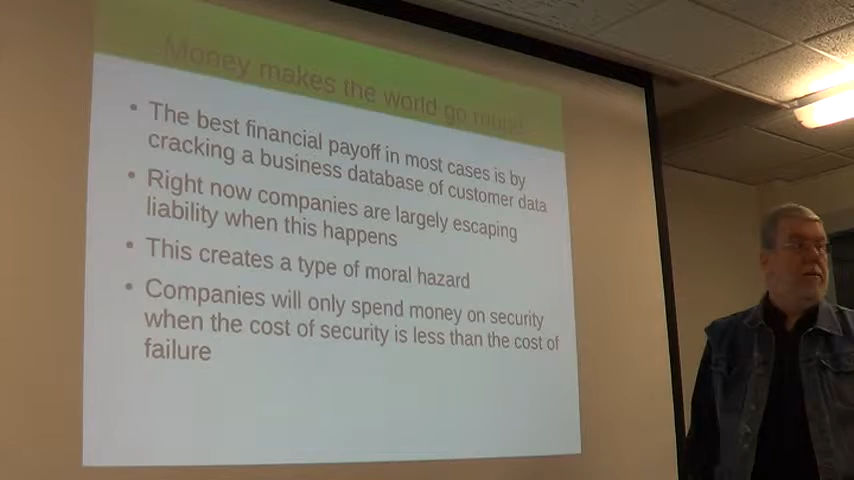 Money makes the world go round
• The best financial payoff in most cases is by
cracking a business database of customer data
• Right now companies are largely escaping
liability when this happens
• This creates a type of moral hazard
• Companies will only spend money on security
when the cost of security is less than the cost of
failure